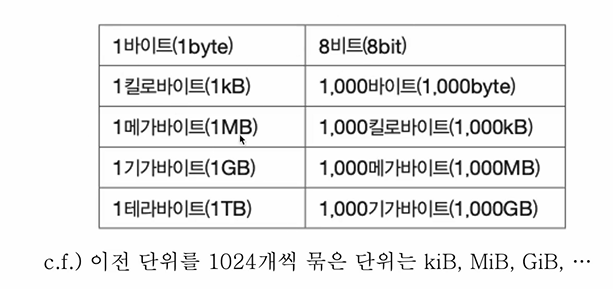 1바이트(1byte) 8비트(8bit)
1킬로바이트(1kB) 1,000바이트(1,000byte)
1메가바이트(1MB) 1,000킬로바이트(1,000kB)
1기가바이트(1GB) 1,000메가바이트(1,000MB)
1테라바이트(1TB) 1,000기가바이트(1,000GB)
c.f.) 이전 단위를 1024개씩 묶은 단위는 kiB, MiB, GiB, …